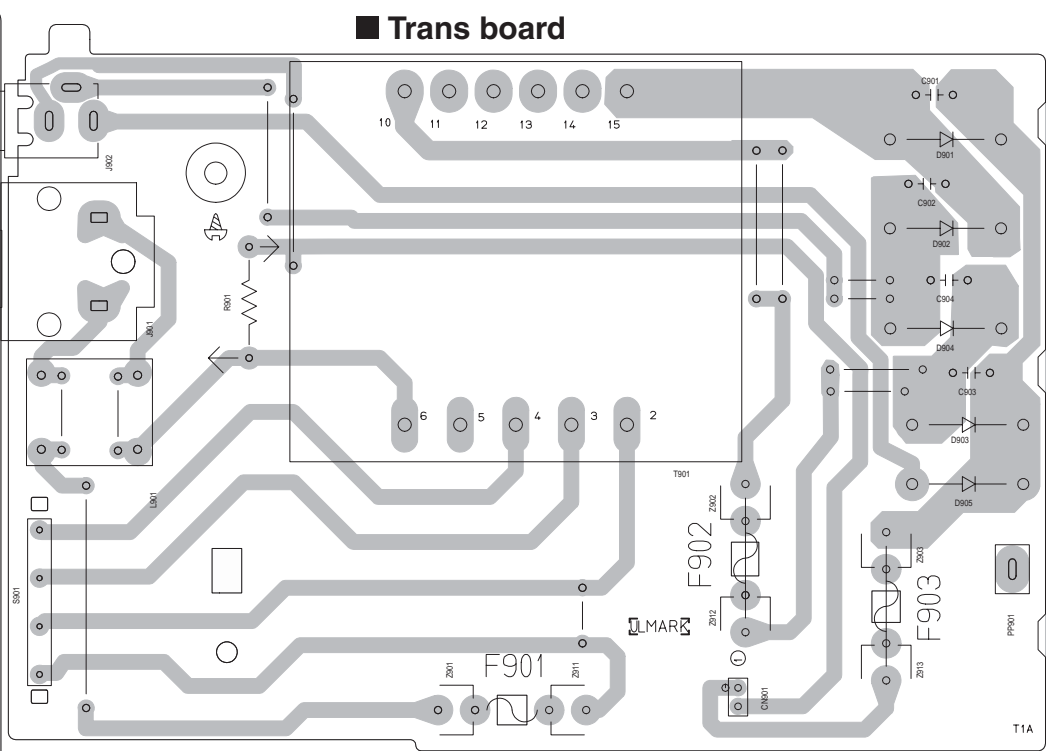 ■ Trans board
C901
10 11 12 13 14 15
D901
J902
C902
D902
C904
R901
J901
D904
C903
6 5 4 3 2
D903
T901
L901
Z902
D905
F902
Z903
S901
Z912
F903
PP901
ULMARK
1
F901
Z901
Z911
CN901
Z913
T1A